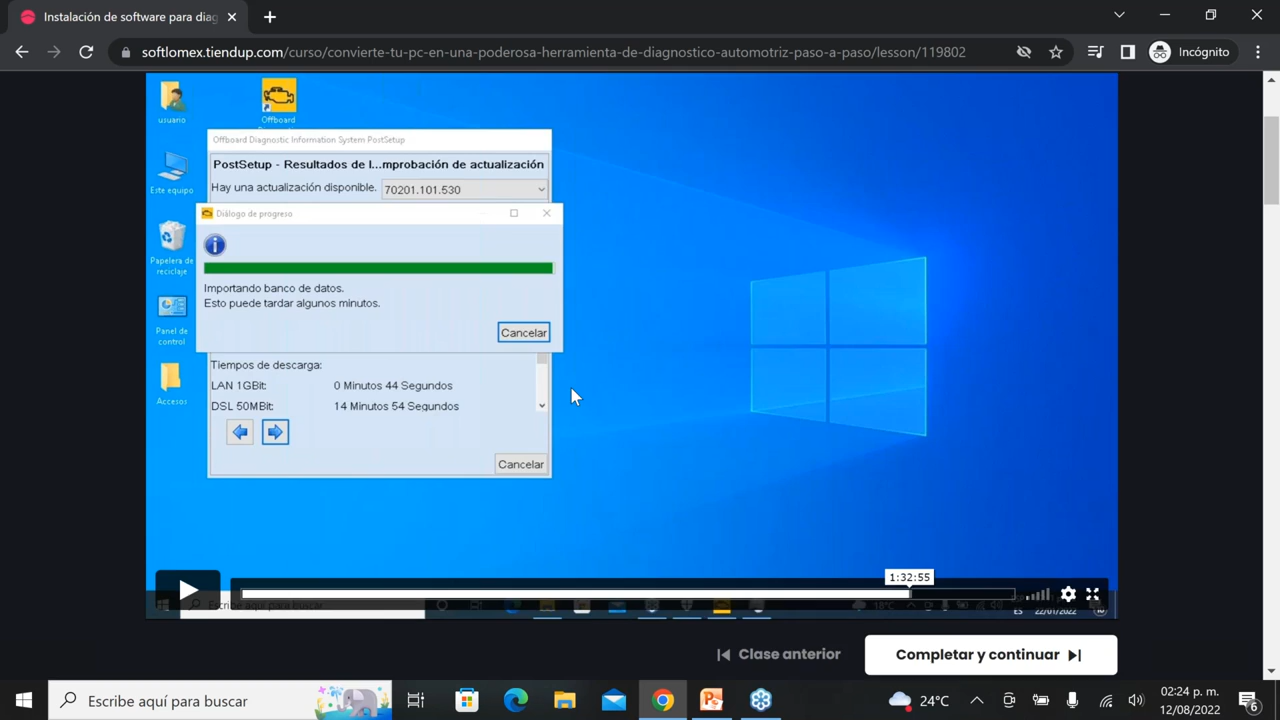 Instalación de software para diag
softlomex.tiendup.com/curso/convierte-tu-pc-en-una-poderosa-herramienta-de-diagnostico-automotriz-paso-a-paso/lesson/119802
Incógnito
usuario
Offboard
Este equipo
Papelera de
reciclaje
Panel de
control
Accesos
Offboard Diagnostic Information System PostSetup
PostSetup - Resultados de l...mprobación de actualización
Hay una actualización disponible. 70201.101.530
Diálogo de progreso
Importando banco de datos.
Esto puede tardar algunos minutos.
Cancelar
Tiempos de descarga:
LAN 1GBit: 0 Minutos 44 Segundos
DSL 50MBit: 14 Minutos 54 Segundos
Cancelar
1:32:55
Escribe aquí para buscar
18°C
ES
22/01/2022
Clase anterior
Completar y continuar
Escribe aquí para buscar
24°C
02:24 p. m.
12/08/2022
6